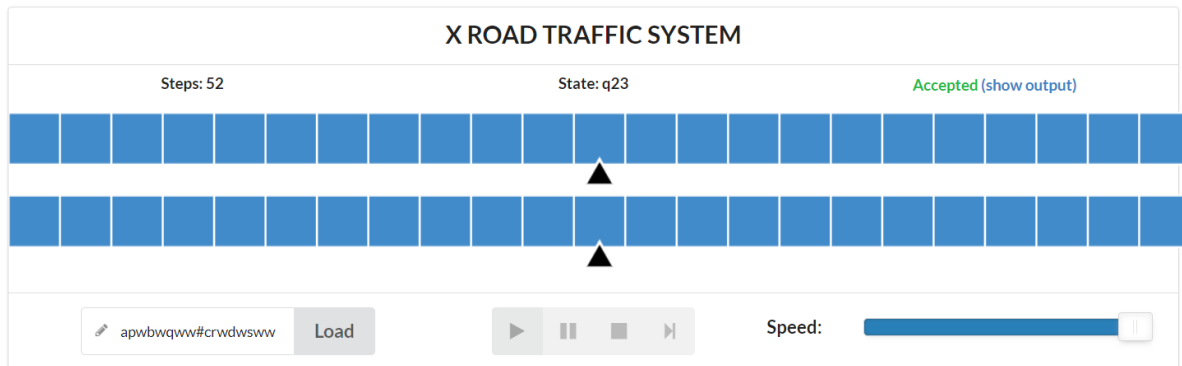 X ROAD TRAFFIC SYSTEM
Steps: 52 State: q23 Accepted (show output)
apwbwqww#crwdwsww Load Speed: